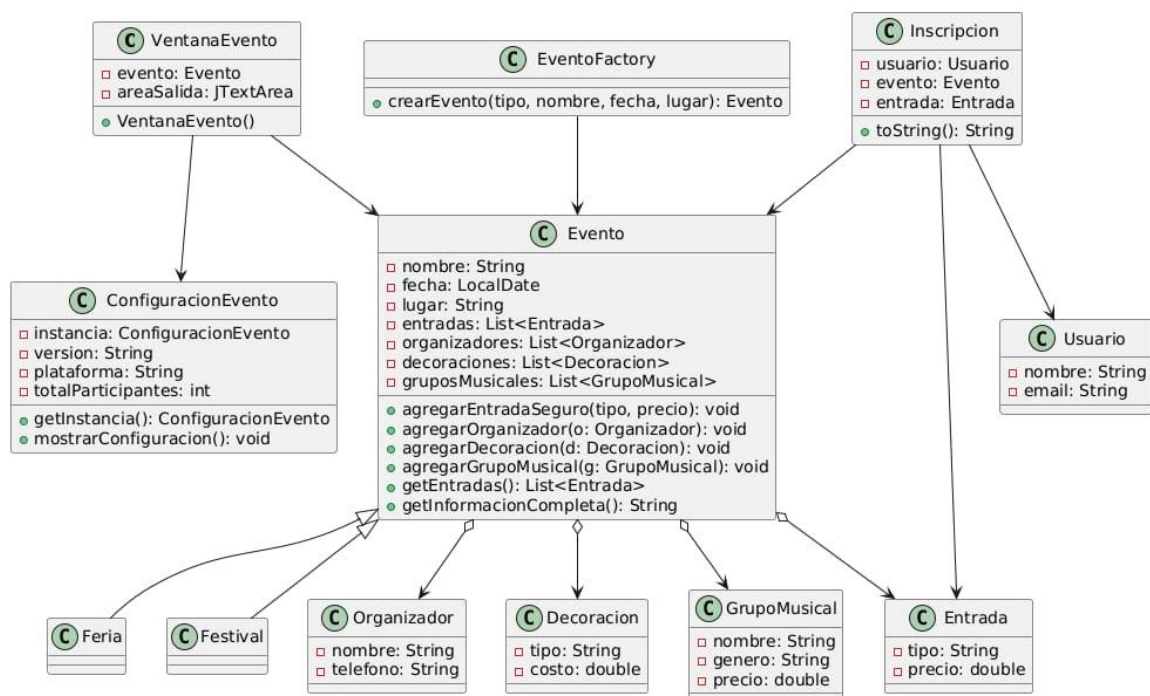 C VentanaEvento
evento: Evento
areaSalida: JTextArea
VentanaEvento()
C EventoFactory
crearEvento(tipo, nombre, fecha, lugar): Evento
C Inscripcion
usuario: Usuario
evento: Evento
entrada: Entrada
toString(): String
C ConfiguracionEvento
instancia: ConfiguracionEvento
version: String
plataforma: String
totalParticipantes: int
getInstancia(): ConfiguracionEvento
mostrarConfiguracion(): void
C Evento
nombre: String
fecha: LocalDate
lugar: String
entradas: List<Entrada>
organizadores: List<Organizador>
decoraciones: List<Decoracion>
gruposMusicales: List<GrupoMusical>
agregarEntradaSeguro(tipo, precio): void
agregarOrganizador(o: Organizador): void
agregarDecoracion(d: Decoracion): void
agregarGrupoMusical(g: GrupoMusical): void
getEntradas(): List<Entrada>
getInformacionCompleta(): String
C Usuario
nombre: String
email: String
C Feria
C Festival
C Organizador
nombre: String
telefono: String
C Decoracion
tipo: String
costo: double
C GrupoMusical
nombre: String
genero: String
precio: double
C Entrada
tipo: String
precio: double